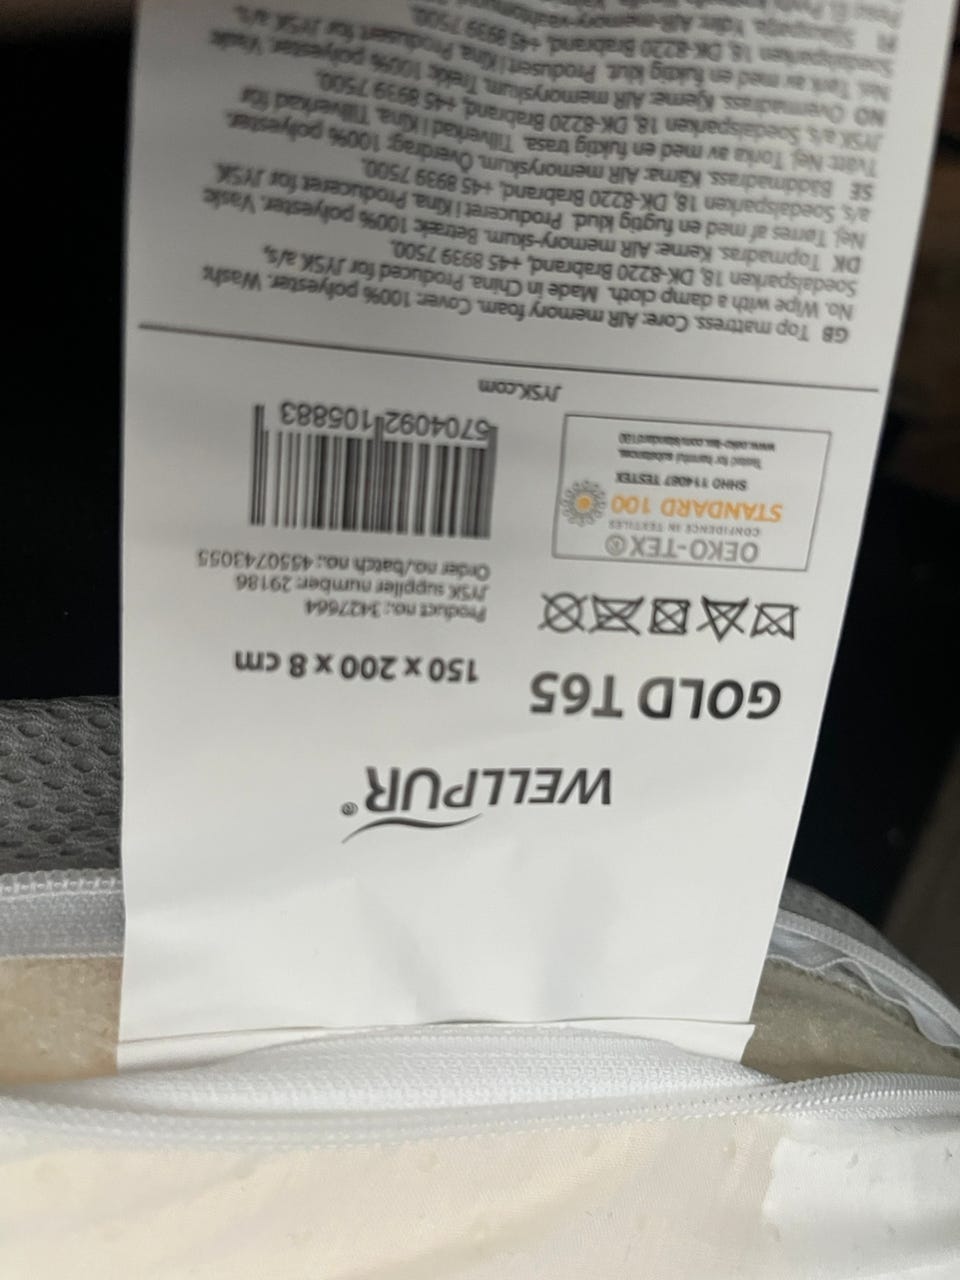 WELLPUR®
GOLD T65
150 x 200 x 8 cm
OEKO-TEX®
CONFIDENCE IN TEXTILES
STANDARD 100
SHHO 114087 TESTEX
Tested for harmful substances.
www.oeko-tex.com/standard100
Product no.: 3427664
JYSK supplier number: 29186
Order no./batch no.: 4550743055
5704092 105883
JYSK.com
GB Top mattress. Core: AIR memory foam. Cover: 100% polyester. Wash:
No. Wipe with a damp cloth. Made in China. Produced for JYSK a/s,
Soedalsparken 18, DK-8220 Brabrand, +45 8939 7500.
DK Topmadras. Kerne: AIR memory-skum. Betræk: 100% polyester. Vaske:
Nej. Tørres af med en fugtig klud. Produceret i Kina. Produceret for JYSK
a/s, Soedalsparken 18, DK-8220 Brabrand, +45 8939 7500.
SE Bäddmadrass. Kärna: AIR memoryskum. Överdrag: 100% polyester.
Tvätt: Nej. Torka av med en fuktig trasa. Tillverkad i Kina. Tillverkad för
JYSK a/s, Soedalsparken 18, DK-8220 Brabrand, +45 8939 7500.
NO Overmadrass. Kjerne: AIR memoryskum. Trekk: 100% polyester. Vask:
Nei. Tørk av med en fuktig klut. Produsert i Kina. Produsert for JYSK a/s,
Soedalsparken 18, DK-8220 Brabrand, +45 8939 7500.
FI